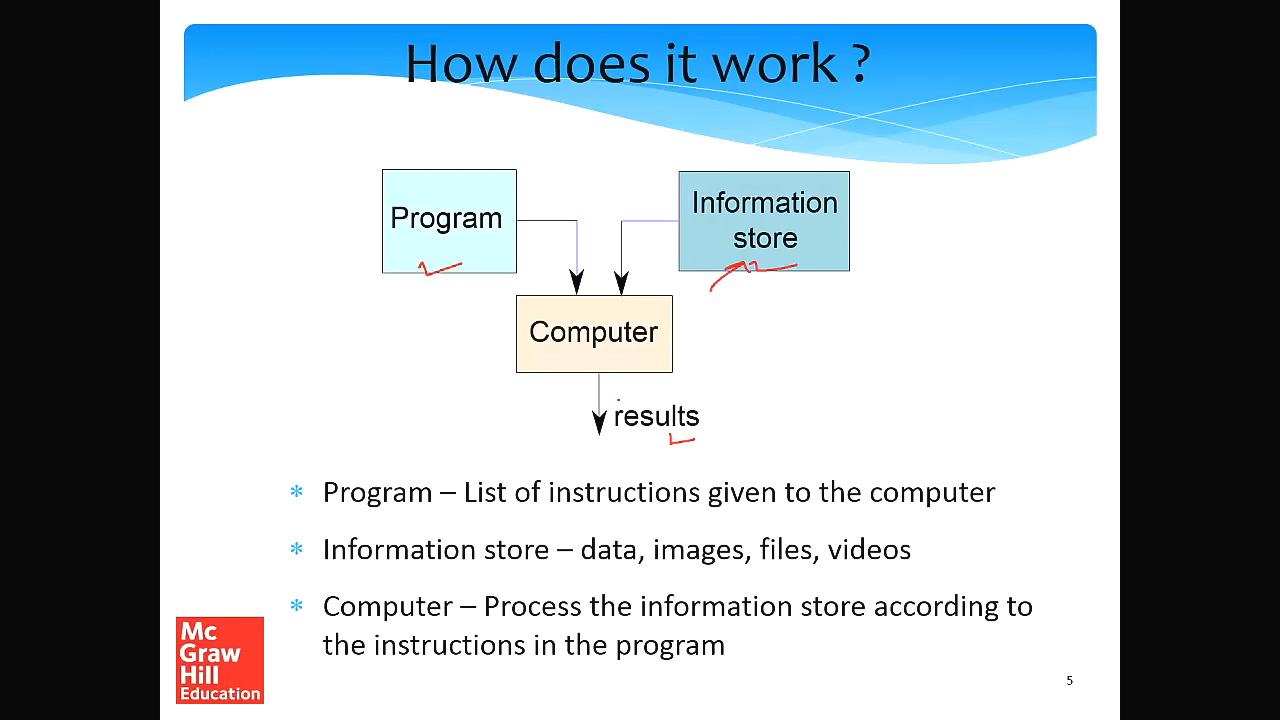 How does it work ?
Program
Information
store
Computer
results
* Program – List of instructions given to the computer
* Information store – data, images, files, videos
* Computer – Process the information store according to
the instructions in the program
Mc
Graw
Hill
Education
5